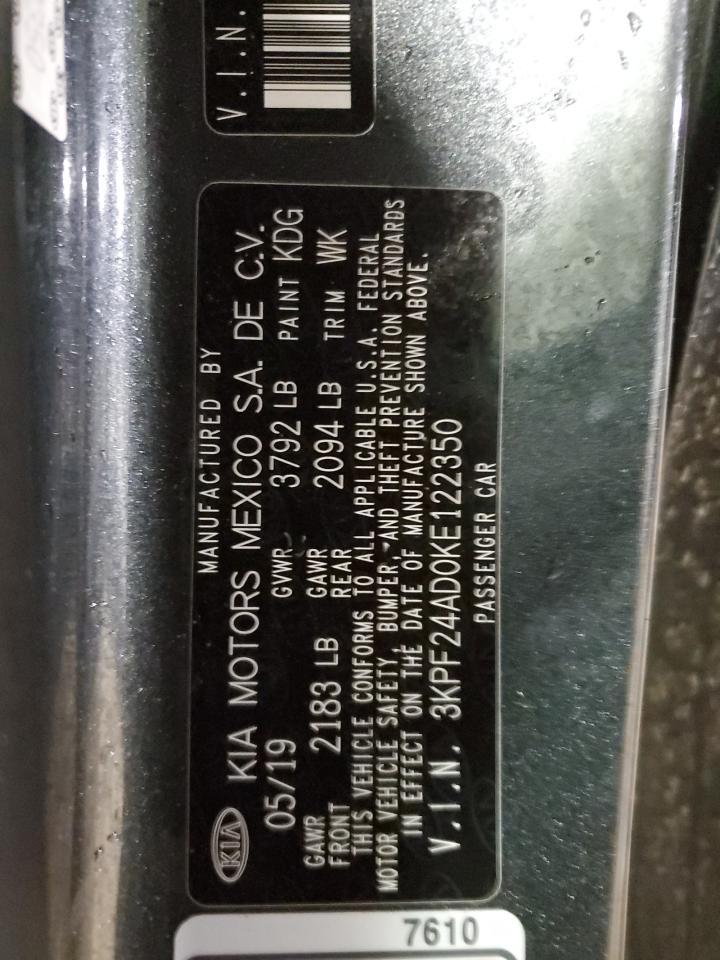 V.I.N.
MANUFACTURED BY
KIA KIA MOTORS MEXICO S.A. DE C.V.
05/19 GVWR 3792 LB PAINT KDG
GAWR FRONT 2183 LB GAWR REAR 2094 LB TRIM WK
THIS VEHICLE CONFORMS TO ALL APPLICABLE U.S.A. FEDERAL
MOTOR VEHICLE SAFETY, BUMPER, AND THEFT PREVENTION STANDARDS
IN EFFECT ON THE DATE OF MANUFACTURE SHOWN ABOVE.
V.I.N. 3KPF24AD0KE122350
PASSENGER CAR
7610